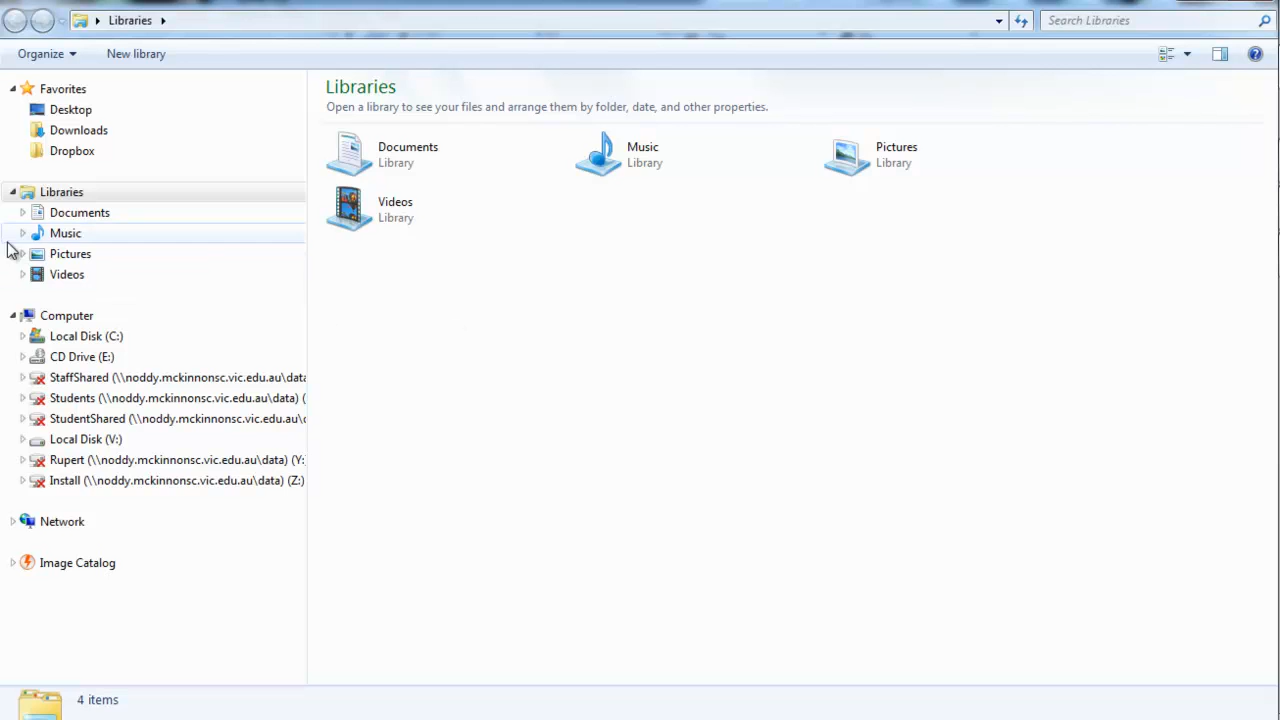 Libraries
Search Libraries
Organize
New library
Favorites
Desktop
Downloads
Dropbox
Libraries
Documents
Music
Pictures
Videos
Computer
Local Disk (C:)
CD Drive (E:)
StaffShared (\\noddy.mckinnonsc.vic.edu.au\data
Students (\\noddy.mckinnonsc.vic.edu.au\data) (
StudentShared (\\noddy.mckinnonsc.vic.edu.au\
Local Disk (V:)
Rupert (\\noddy.mckinnonsc.vic.edu.au\data) (Y:
Install (\\noddy.mckinnonsc.vic.edu.au\data) (Z:)
Network
Image Catalog
Libraries
Open a library to see your files and arrange them by folder, date, and other properties.
Documents
Library
Music
Library
Pictures
Library
Videos
Library
4 items